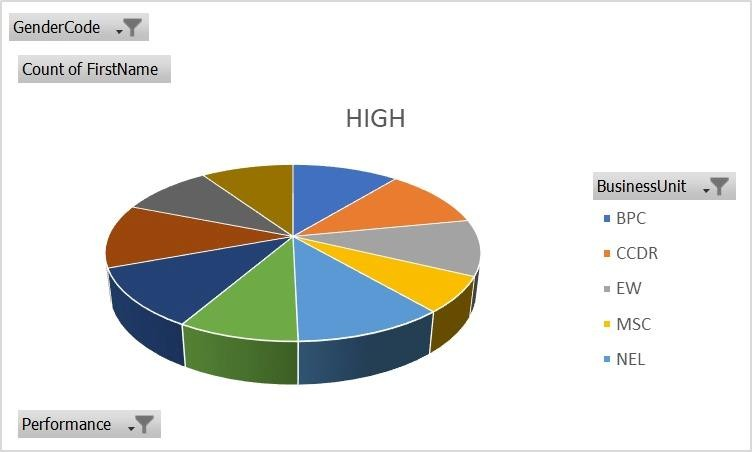 GenderCode
Count of FirstName
HIGH
BusinessUnit
BPC
CCDR
EW
MSC
NEL
Performance